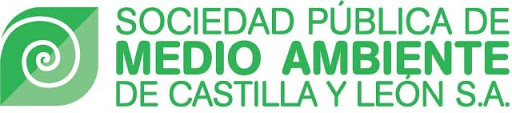 SOCIEDAD PÚBLICA DE
MEDIO AMBIENTE
DE CASTILLA Y LEÓN S.A.